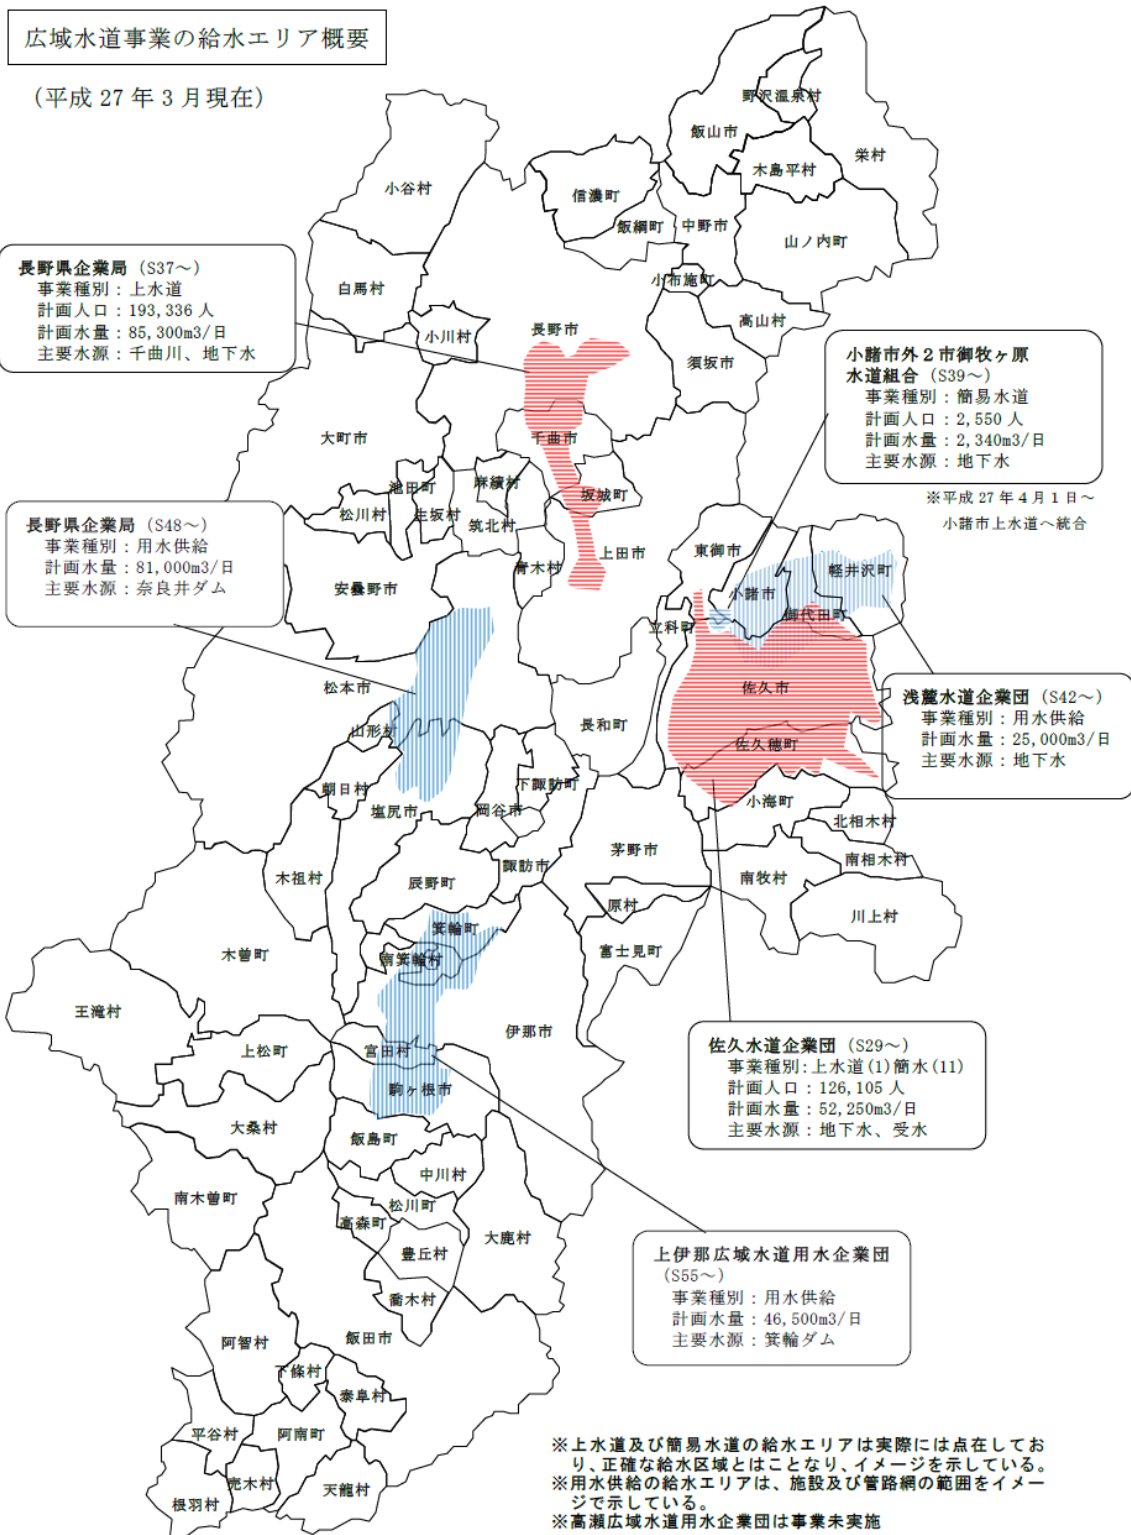 広域水道事業の給水エリア概要
(平成 27 年 3 月現在)
野沢温泉村
飯山市
栄村
木島平村
小谷村
信濃町
飯綱町
中野市
山ノ内町
長野県企業局 (S37～)
事業種別：上水道
計画人口：193,336 人
計画水量：85,300m3/日
主要水源：千曲川、地下水
白馬村
小布施町
高山村
小川村
長野市
須坂市
小諸市外２市御牧ヶ原
水道組合 (S39～)
事業種別：簡易水道
計画人口：2,550 人
計画水量：2,340m3/日
主要水源：地下水
※平成 27 年 4 月 1 日～
小諸市上水道へ統合
大町市
千曲市
池田町
麻績村
坂城町
松川村
生坂村
筑北村
長野県企業局 (S48～)
事業種別：用水供給
計画水量：81,000m3/日
主要水源：奈良井ダム
青木村
上田市
東御市
軽井沢町
安曇野市
小諸市
御代田町
立科町
松本市
佐久市
浅麓水道企業団 (S42～)
事業種別：用水供給
計画水量：25,000m3/日
主要水源：地下水
山形村
長和町
佐久穂町
朝日村
下諏訪町
塩尻市
岡谷市
小海町
北相木村
茅野市
南相木村
木祖村
辰野町
諏訪市
南牧村
原村
川上村
箕輪町
木曽町
南箕輪村
富士見町
王滝村
伊那市
上松町
宮田村
佐久水道企業団 (S29～)
事業種別：上水道(1)簡水(11)
計画人口：126,105 人
計画水量：52,250m3/日
主要水源：地下水、受水
駒ヶ根市
大桑村
飯島町
中川村
南木曽町
松川町
高森町
大鹿村
豊丘村
上伊那広域水道用水企業団
(S55～)
事業種別：用水供給
計画水量：46,500m3/日
主要水源：箕輪ダム
喬木村
飯田市
阿智村
下條村
泰阜村
平谷村
阿南町
売木村
天龍村
根羽村
※上水道及び簡易水道の給水エリアは実際には点在してお
り、正確な給水区域とはことなり、イメージを示している。
※用水供給の給水エリアは、施設及び管路網の範囲をイメー
ジで示している。
※高瀬広域水道用水企業団は事業未実施